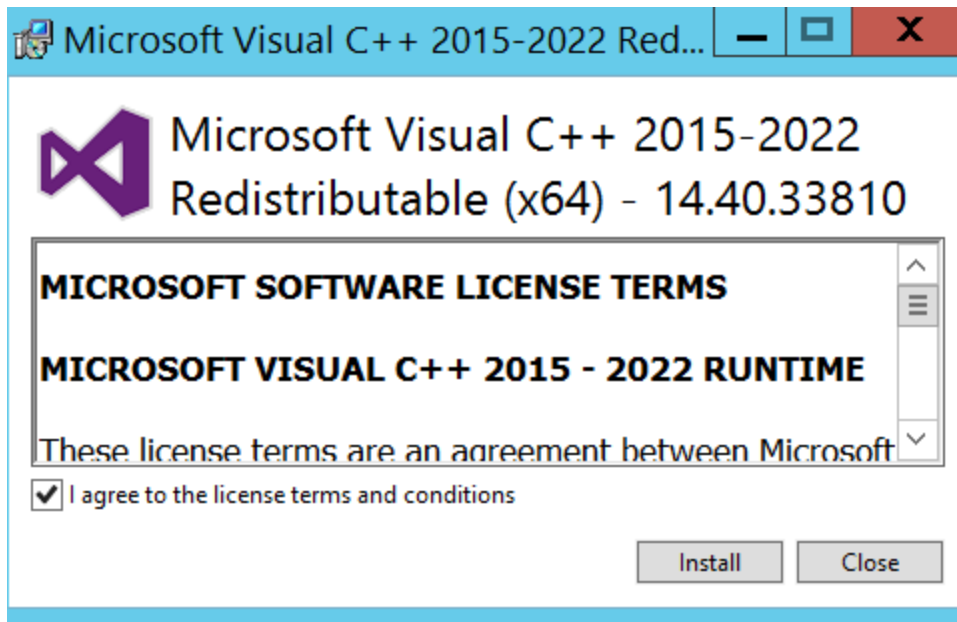 Microsoft Visual C++ 2015-2022 Red...
Microsoft Visual C++ 2015-2022
Redistributable (x64) - 14.40.33810
MICROSOFT SOFTWARE LICENSE TERMS
MICROSOFT VISUAL C++ 2015 - 2022 RUNTIME
These license terms are an agreement between Microsoft
I agree to the license terms and conditions
Install Close